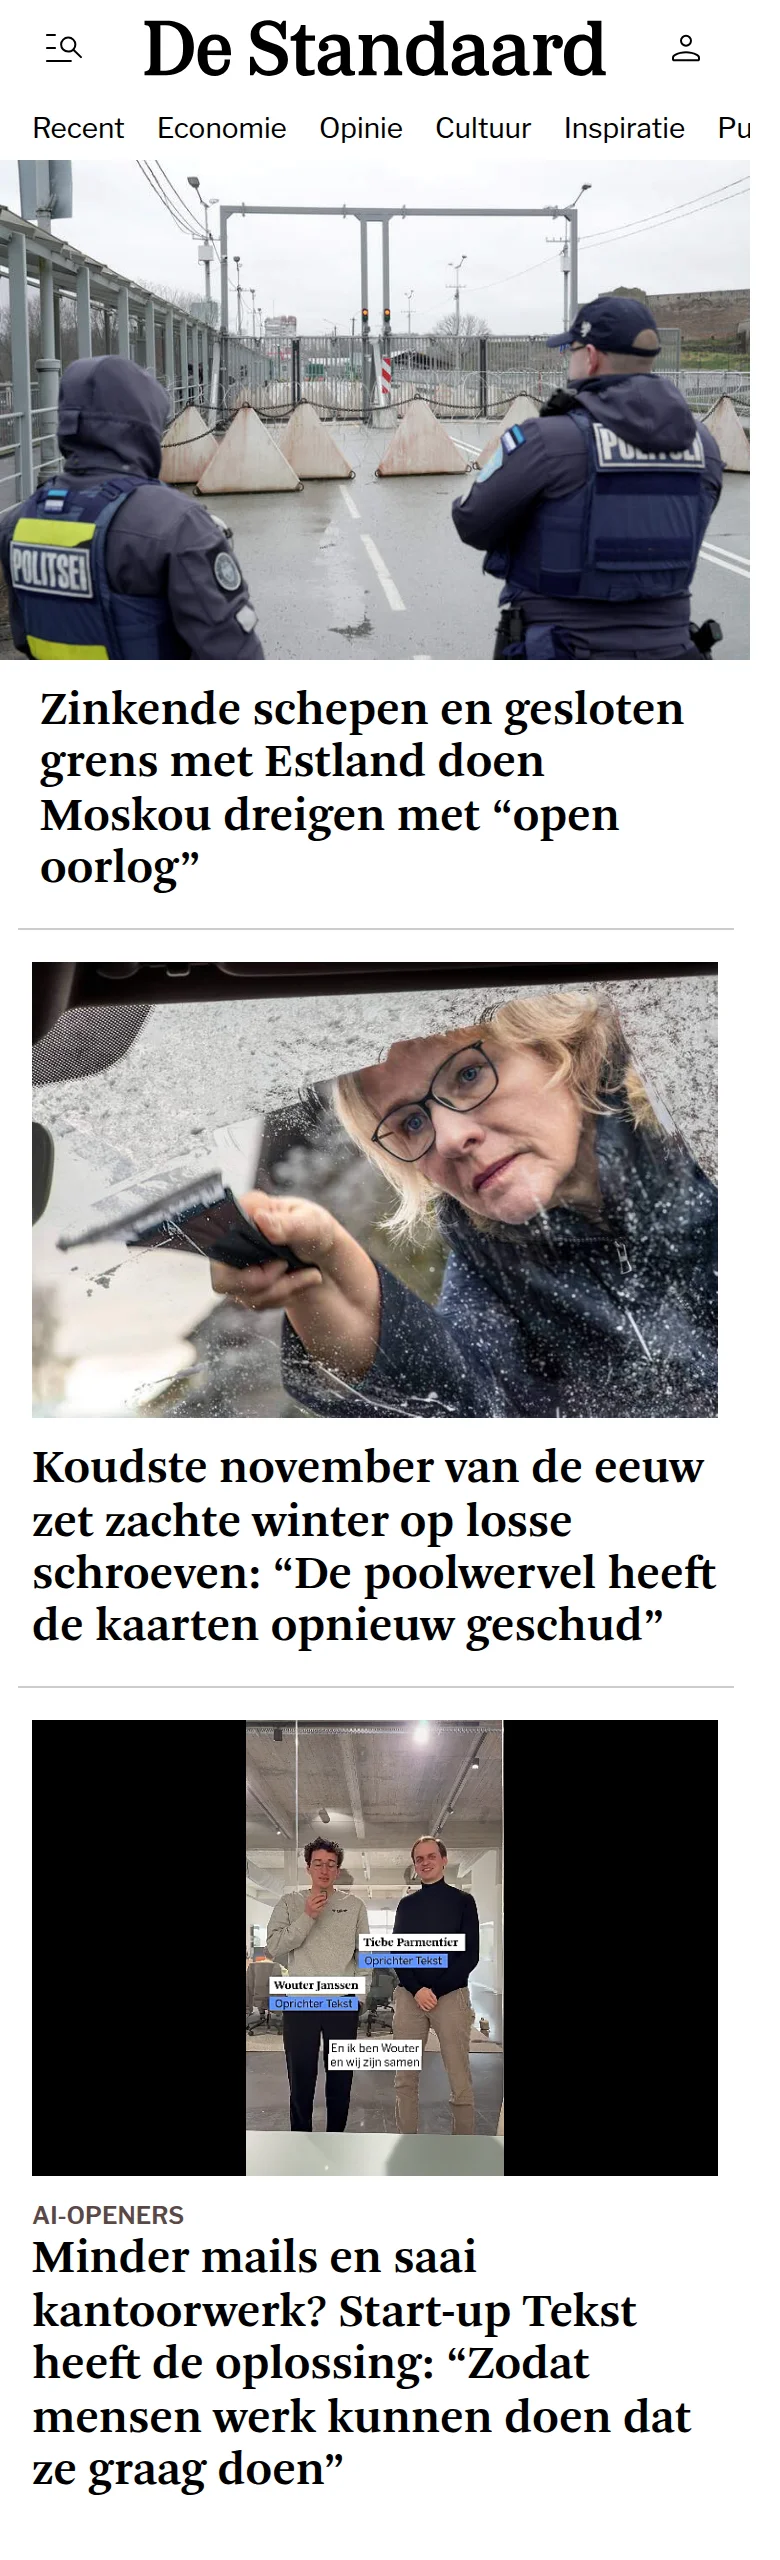 De Standaard
Recent Economie Opinie Cultuur Inspiratie Pu
POLITSEI
POLITSEI
Zinkende schepen en gesloten
grens met Estland doen
Moskou dreigen met “open
oorlog”
Koudste november van de eeuw
zet zachte winter op losse
schroeven: “De poolwervel heeft
de kaarten opnieuw geschud”
Tiebe Parmentier
Oprichter Tekst
Wouter Janssen
Oprichter Tekst
En ik ben Wouter
en wij zijn samen
AI-OPENERS
Minder mails en saai
kantoorwerk? Start-up Tekst
heeft de oplossing: “Zodat
mensen werk kunnen doen dat
ze graag doen”